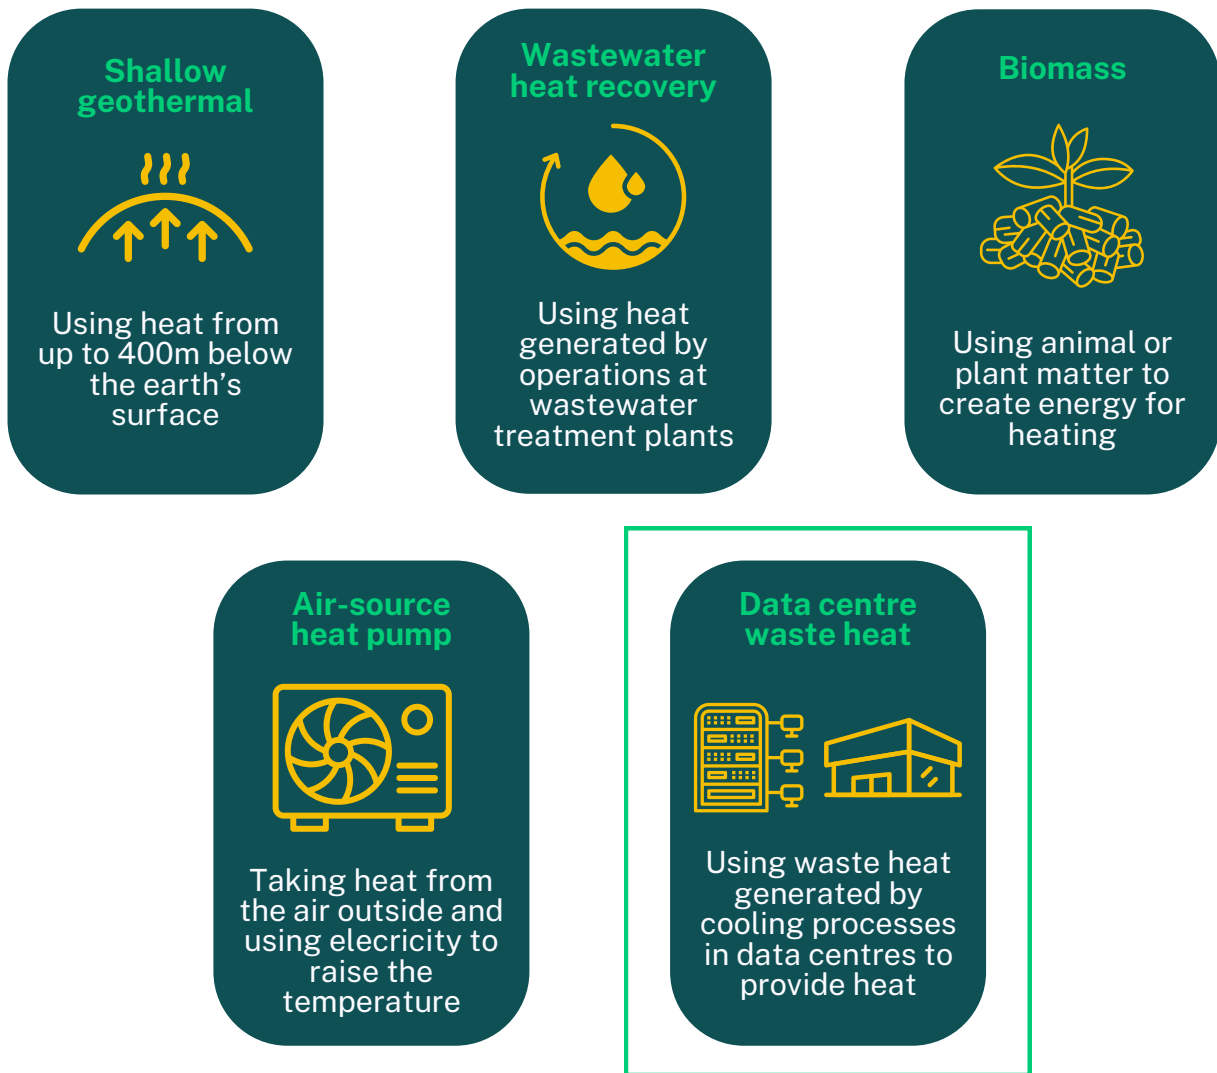 Shallow
geothermal
Using heat from
up to 400m below
the earth’s
surface
Wastewater
heat recovery
Using heat
generated by
operations at
wastewater
treatment plants
Biomass
Using animal or
plant matter to
create energy for
heating
Air-source
heat pump
Taking heat from
the air outside and
using elecricity to
raise the
temperature
Data centre
waste heat
Using waste heat
generated by
cooling processes
in data centres to
provide heat